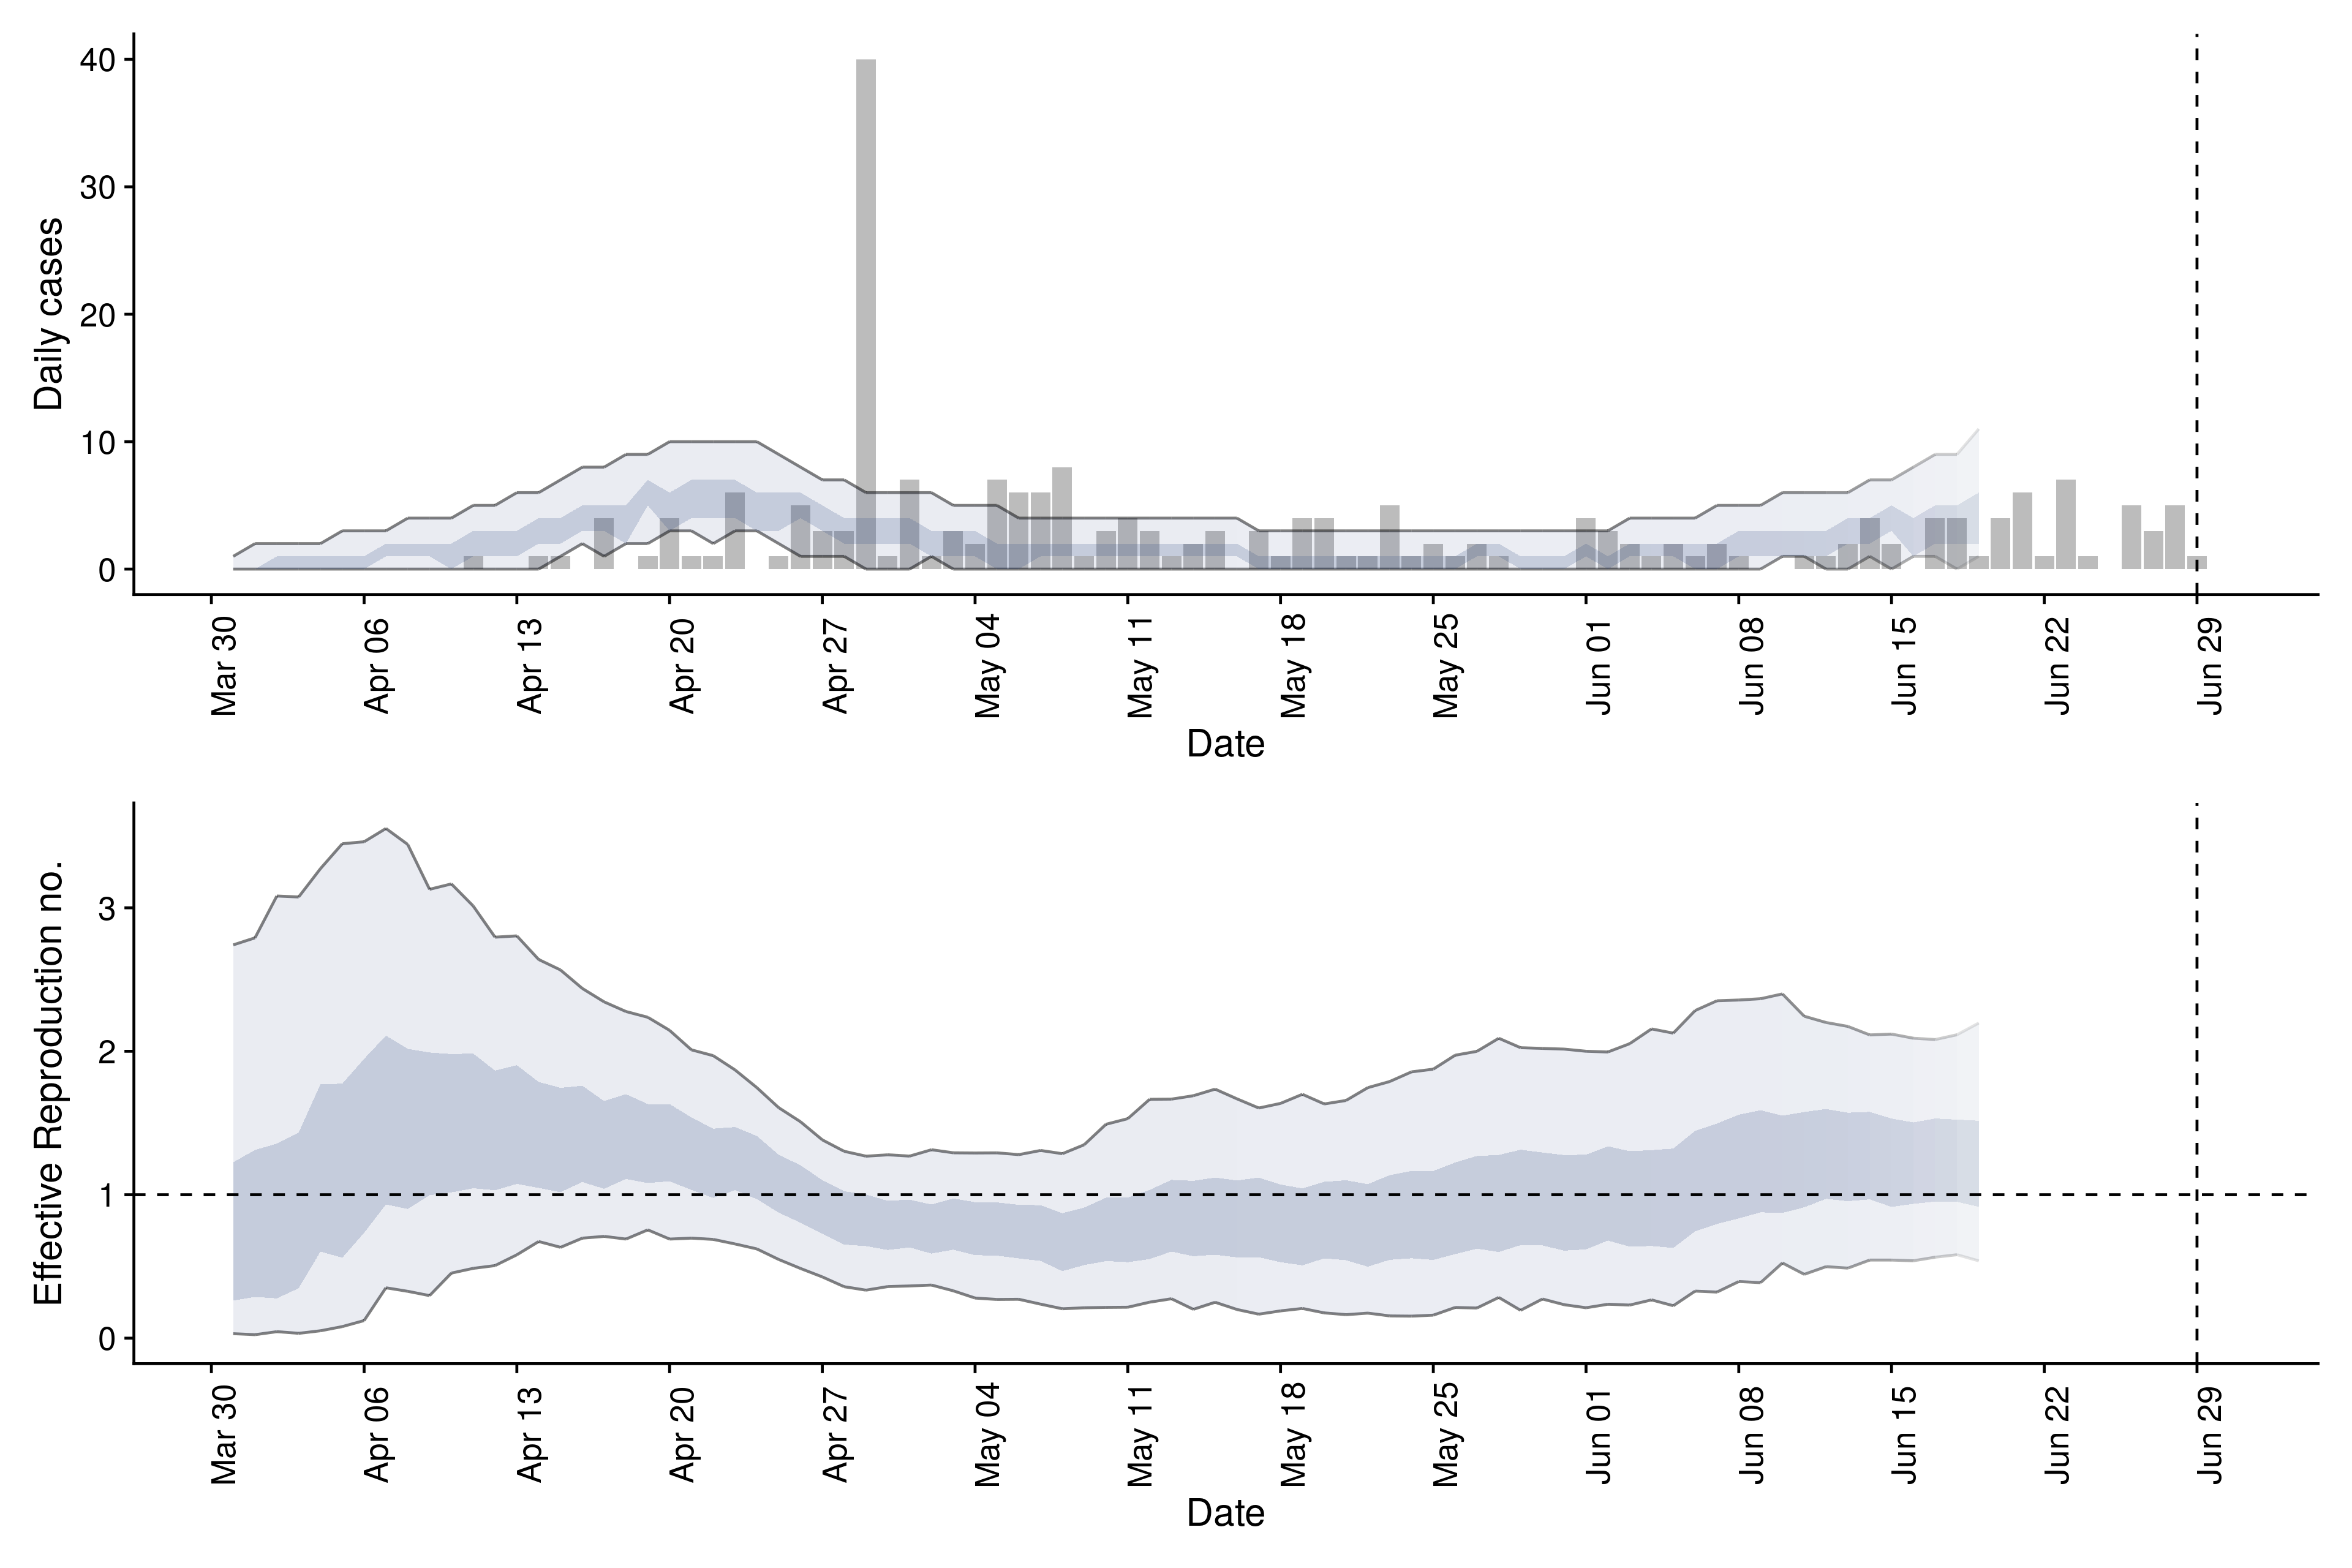 Daily cases
40
30
20
10
0
Mar 30
Apr 06
Apr 13
Apr 20
Apr 27
May 04
May 11
May 18
May 25
Jun 01
Jun 08
Jun 15
Jun 22
Jun 29
Date
Effective Reproduction no.
3
2
1
0
Mar 30
Apr 06
Apr 13
Apr 20
Apr 27
May 04
May 11
May 18
May 25
Jun 01
Jun 08
Jun 15
Jun 22
Jun 29
Date